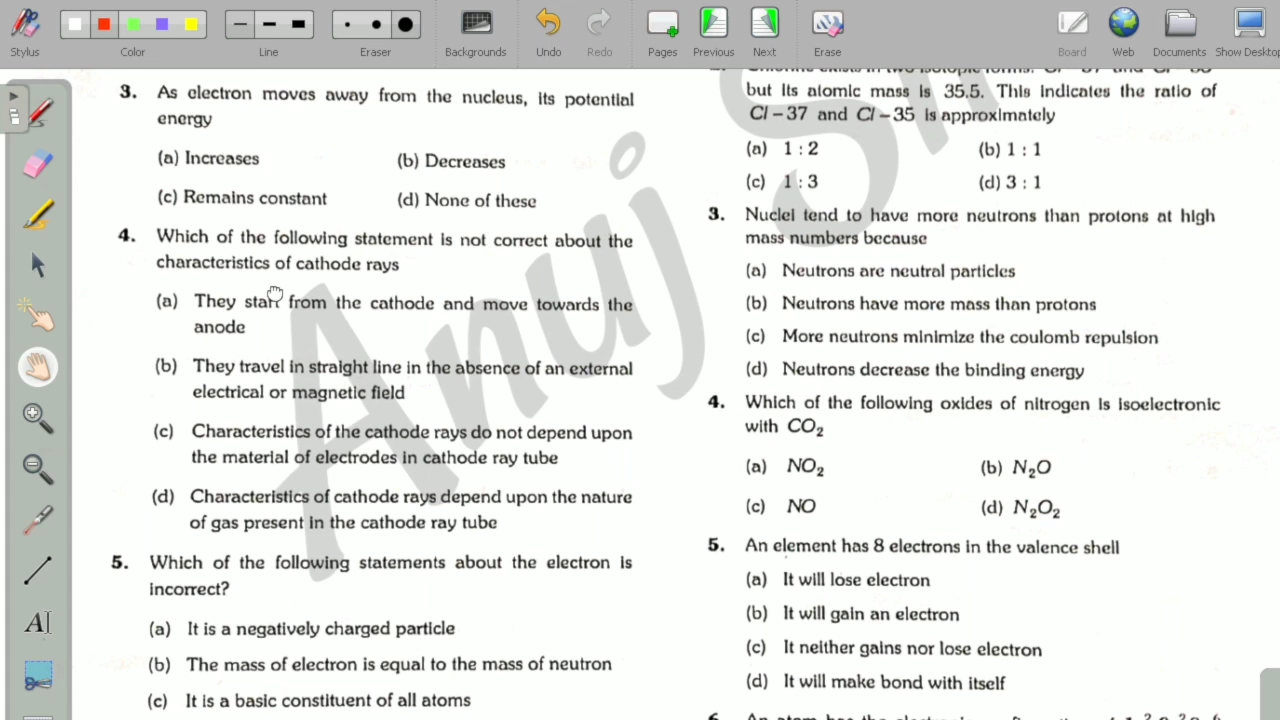 Stylus
Color
Line
Eraser
Backgrounds
Undo
Redo
Pages
Previous
Next
Erase
Board
Web
Documents
Show Deskto
3. As electron moves away from the nucleus, its potential
energy
(a) Increases
(b) Decreases
(c) Remains constant
(d) None of these
4. Which of the following statement is not correct about the
characteristics of cathode rays
(a) They start from the cathode and move towards the
anode
(b) They travel in straight line in the absence of an external
electrical or magnetic field
(c) Characteristics of the cathode rays do not depend upon
the material of electrodes in cathode ray tube
(d) Characteristics of cathode rays depend upon the nature
of gas present in the cathode ray tube
5. Which of the following statements about the electron is
incorrect?
(a) It is a negatively charged particle
(b) The mass of electron is equal to the mass of neutron
(c) It is a basic constituent of all atoms
but its atomic mass is 35.5. This indicates the ratio of
Cl – 37 and Cl – 35 is approximately
(a) 1 : 2
(b) 1 : 1
(c) 1 : 3
(d) 3 : 1
3. Nuclei tend to have more neutrons than protons at high
mass numbers because
(a) Neutrons are neutral particles
(b) Neutrons have more mass than protons
(c) More neutrons minimize the coulomb repulsion
(d) Neutrons decrease the binding energy
4. Which of the following oxides of nitrogen is isoelectronic
with CO₂
(a) NO₂
(b) N₂O
(c) NO
(d) N₂O₂
5. An element has 8 electrons in the valence shell
(a) It will lose electron
(b) It will gain an electron
(c) It neither gains nor lose electron
(d) It will make bond with itself
Anuj
AI